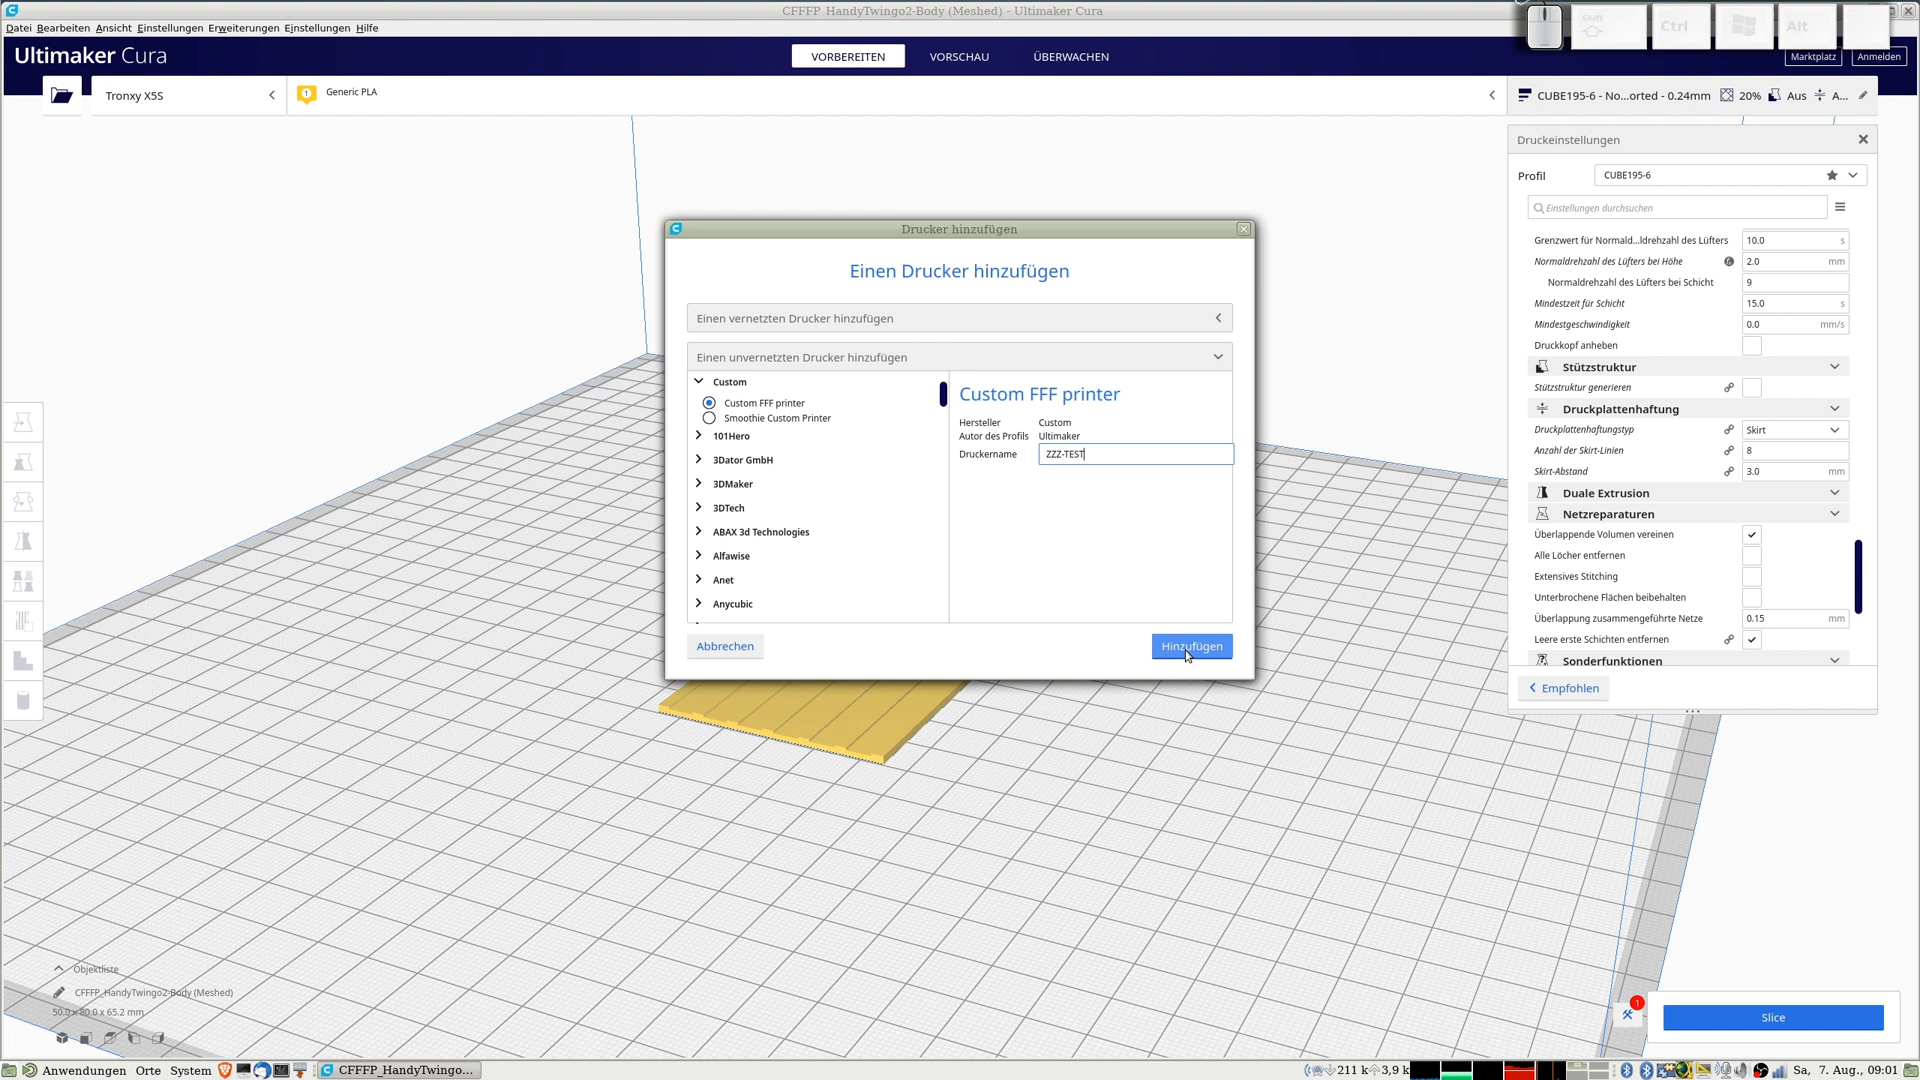 CFFFP_HandyTwingo2-Body (Meshed) - Ultimaker Cura
Datei Bearbeiten Ansicht Einstellungen Erweiterungen Einstellungen Hilfe
Shift Ctrl Alt
Ultimaker Cura
VORBEREITEN VORSCHAU ÜBERWACHEN
Marktplatz Anmelden
Tronxy X5S
1 Generic PLA
CUBE195-6 - No...orted - 0.24mm 20% Aus A...
Druckeinstellungen
Profil CUBE195-6
Einstellungen durchsuchen
Grenzwert für Normald...ldrehzahl des Lüfters 10.0 s
Normaldrehzahl des Lüfters bei Höhe 2.0 mm
Normaldrehzahl des Lüfters bei Schicht 9
Mindestzeit für Schicht 15.0 s
Mindestgeschwindigkeit 0.0 mm/s
Druckkopf anheben
Stützstruktur
Stützstruktur generieren
Druckplattenhaftung
Druckplattenhaftungstyp Skirt
Anzahl der Skirt-Linien 8
Skirt-Abstand 3.0 mm
Duale Extrusion
Netzreparaturen
Überlappende Volumen vereinen
Alle Löcher entfernen
Extensives Stitching
Unterbrochene Flächen beibehalten
Überlappung zusammengeführte Netze 0.15 mm
Leere erste Schichten entfernen
Sonderfunktionen
Empfohlen
Drucker hinzufügen
Einen Drucker hinzufügen
Einen vernetzten Drucker hinzufügen
Einen unvernetzten Drucker hinzufügen
Custom
Custom FFF printer
Smoothie Custom Printer
101Hero
3Dator GmbH
3DMaker
3DTech
ABAX 3d Technologies
Alfawise
Anet
Anycubic
Custom FFF printer
Hersteller Custom
Autor des Profils Ultimaker
Druckername ZZZ-TEST
Abbrechen Hinzufügen
Objektliste
CFFFP_HandyTwingo2-Body (Meshed)
50.0 x 80.0 x 65.2 mm
1
Slice
Anwendungen Orte System CFFFP_HandyTwingo... 211 k 3,9 k Sa, 7. Aug., 09:01